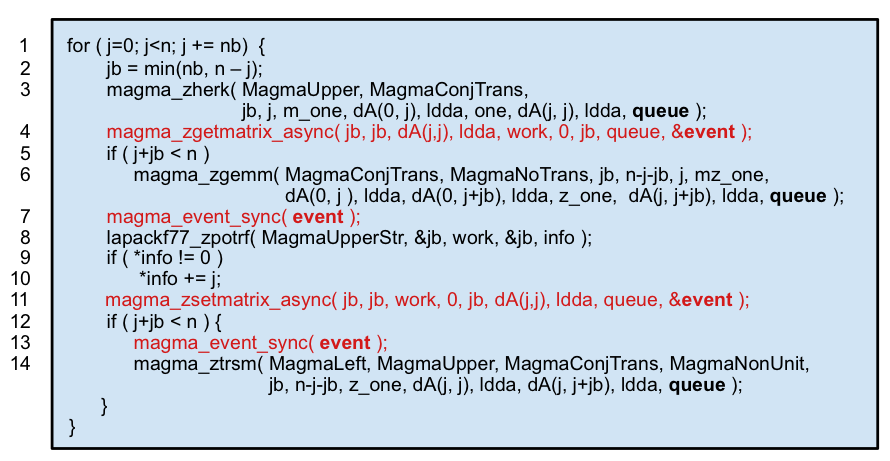 1 for ( j=0; j<n; j += nb) {
2 jb = min(nb, n – j);
3 magma_zherk( MagmaUpper, MagmaConjTrans,
jb, j, m_one, dA(0, j), ldda, one, dA(j, j), ldda, queue );
4 magma_zgetmatrix_async( jb, jb, dA(j,j), ldda, work, 0, jb, queue, &event );
5 if ( j+jb < n )
6 magma_zgemm( MagmaConjTrans, MagmaNoTrans, jb, n-j-jb, j, mz_one,
dA(0, j ), ldda, dA(0, j+jb), ldda, z_one, dA(j, j+jb), ldda, queue );
7 magma_event_sync( event );
8 lapackf77_zpotrf( MagmaUpperStr, &jb, work, &jb, info );
9 if ( *info != 0 )
10 *info += j;
11 magma_zsetmatrix_async( jb, jb, work, 0, jb, dA(j,j), ldda, queue, &event );
12 if ( j+jb < n ) {
13 magma_event_sync( event );
14 magma_ztrsm( MagmaLeft, MagmaUpper, MagmaConjTrans, MagmaNonUnit,
jb, n-j-jb, z_one, dA(j, j), ldda, dA(j, j+jb), ldda, queue );
}
}